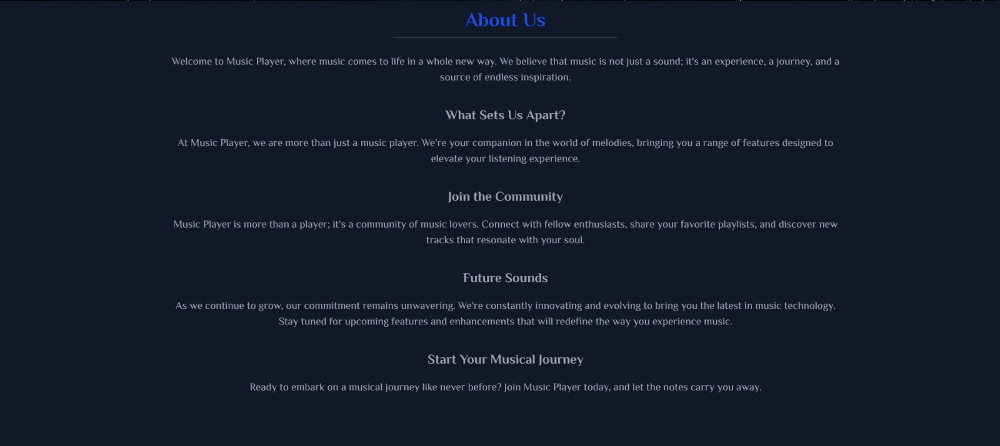 About Us
Welcome to Music Player, where music comes to life in a whole new way. We believe that music is not just a sound; it's an experience, a journey, and a
source of endless inspiration.
What Sets Us Apart?
At Music Player, we are more than just a music player. We're your companion in the world of melodies, bringing you a range of features designed to
elevate your listening experience.
Join the Community
Music Player is more than a player; it's a community of music lovers. Connect with fellow enthusiasts, share your favorite playlists, and discover new
tracks that resonate with your soul.
Future Sounds
As we continue to grow, our commitment remains unwavering. We're constantly innovating and evolving to bring you the latest in music technology.
Stay tuned for upcoming features and enhancements that will redefine the way you experience music.
Start Your Musical Journey
Ready to embark on a musical journey like never before? Join Music Player today, and let the notes carry you away.